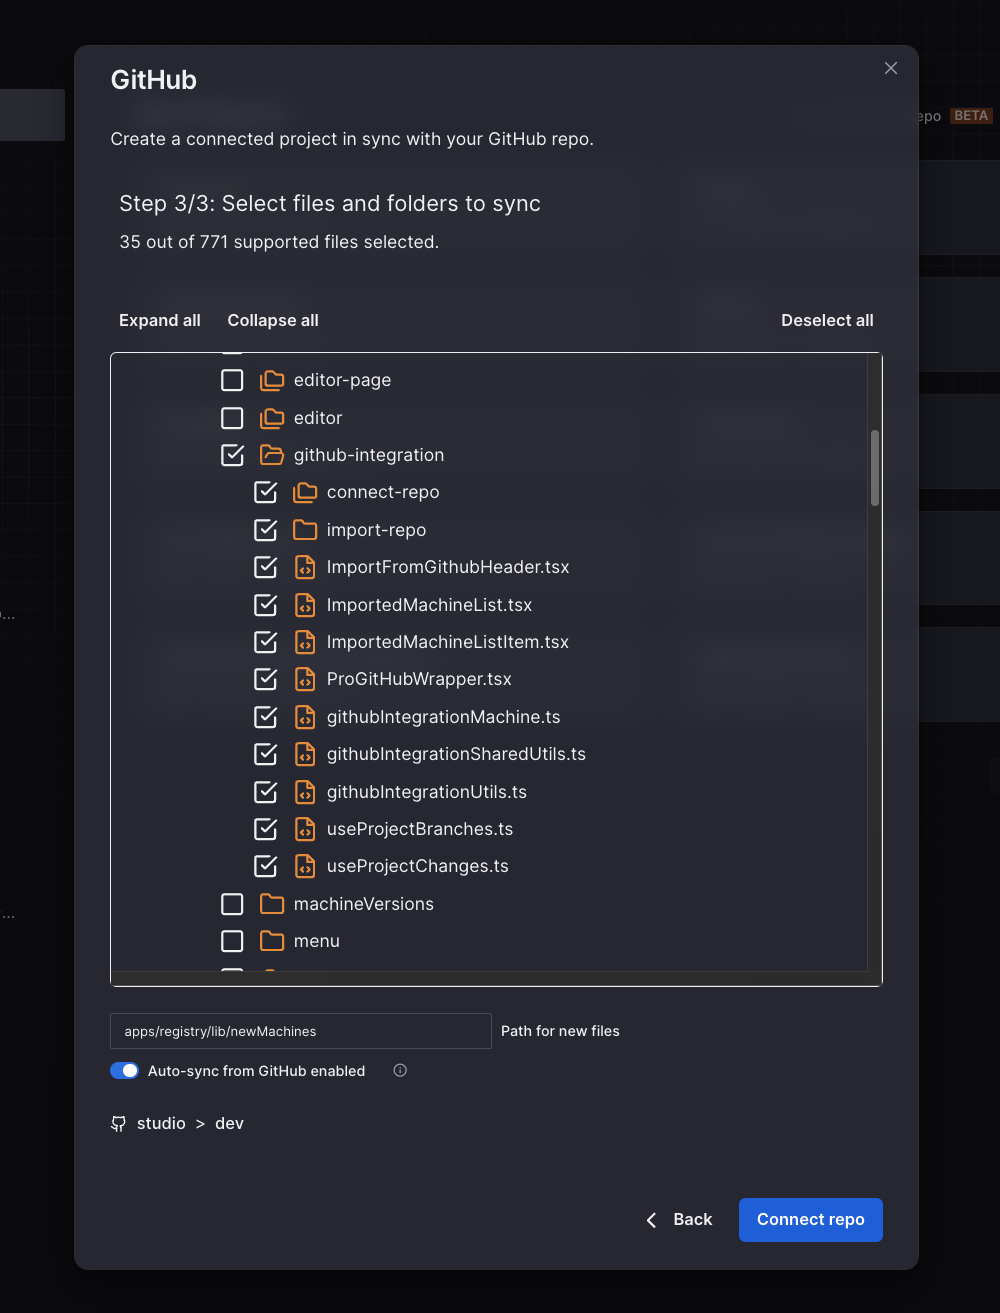 GitHub
epo BETA
Create a connected project in sync with your GitHub repo.
Step 3/3: Select files and folders to sync
35 out of 771 supported files selected.
Expand all Collapse all Deselect all
editor-page
editor
github-integration
connect-repo
import-repo
ImportFromGithubHeader.tsx
ImportedMachineList.tsx
ImportedMachineListItem.tsx
ProGitHubWrapper.tsx
githubIntegrationMachine.ts
githubIntegrationSharedUtils.ts
githubIntegrationUtils.ts
useProjectBranches.ts
useProjectChanges.ts
machineVersions
menu
apps/registry/lib/newMachines Path for new files
Auto-sync from GitHub enabled
studio > dev
Back Connect repo